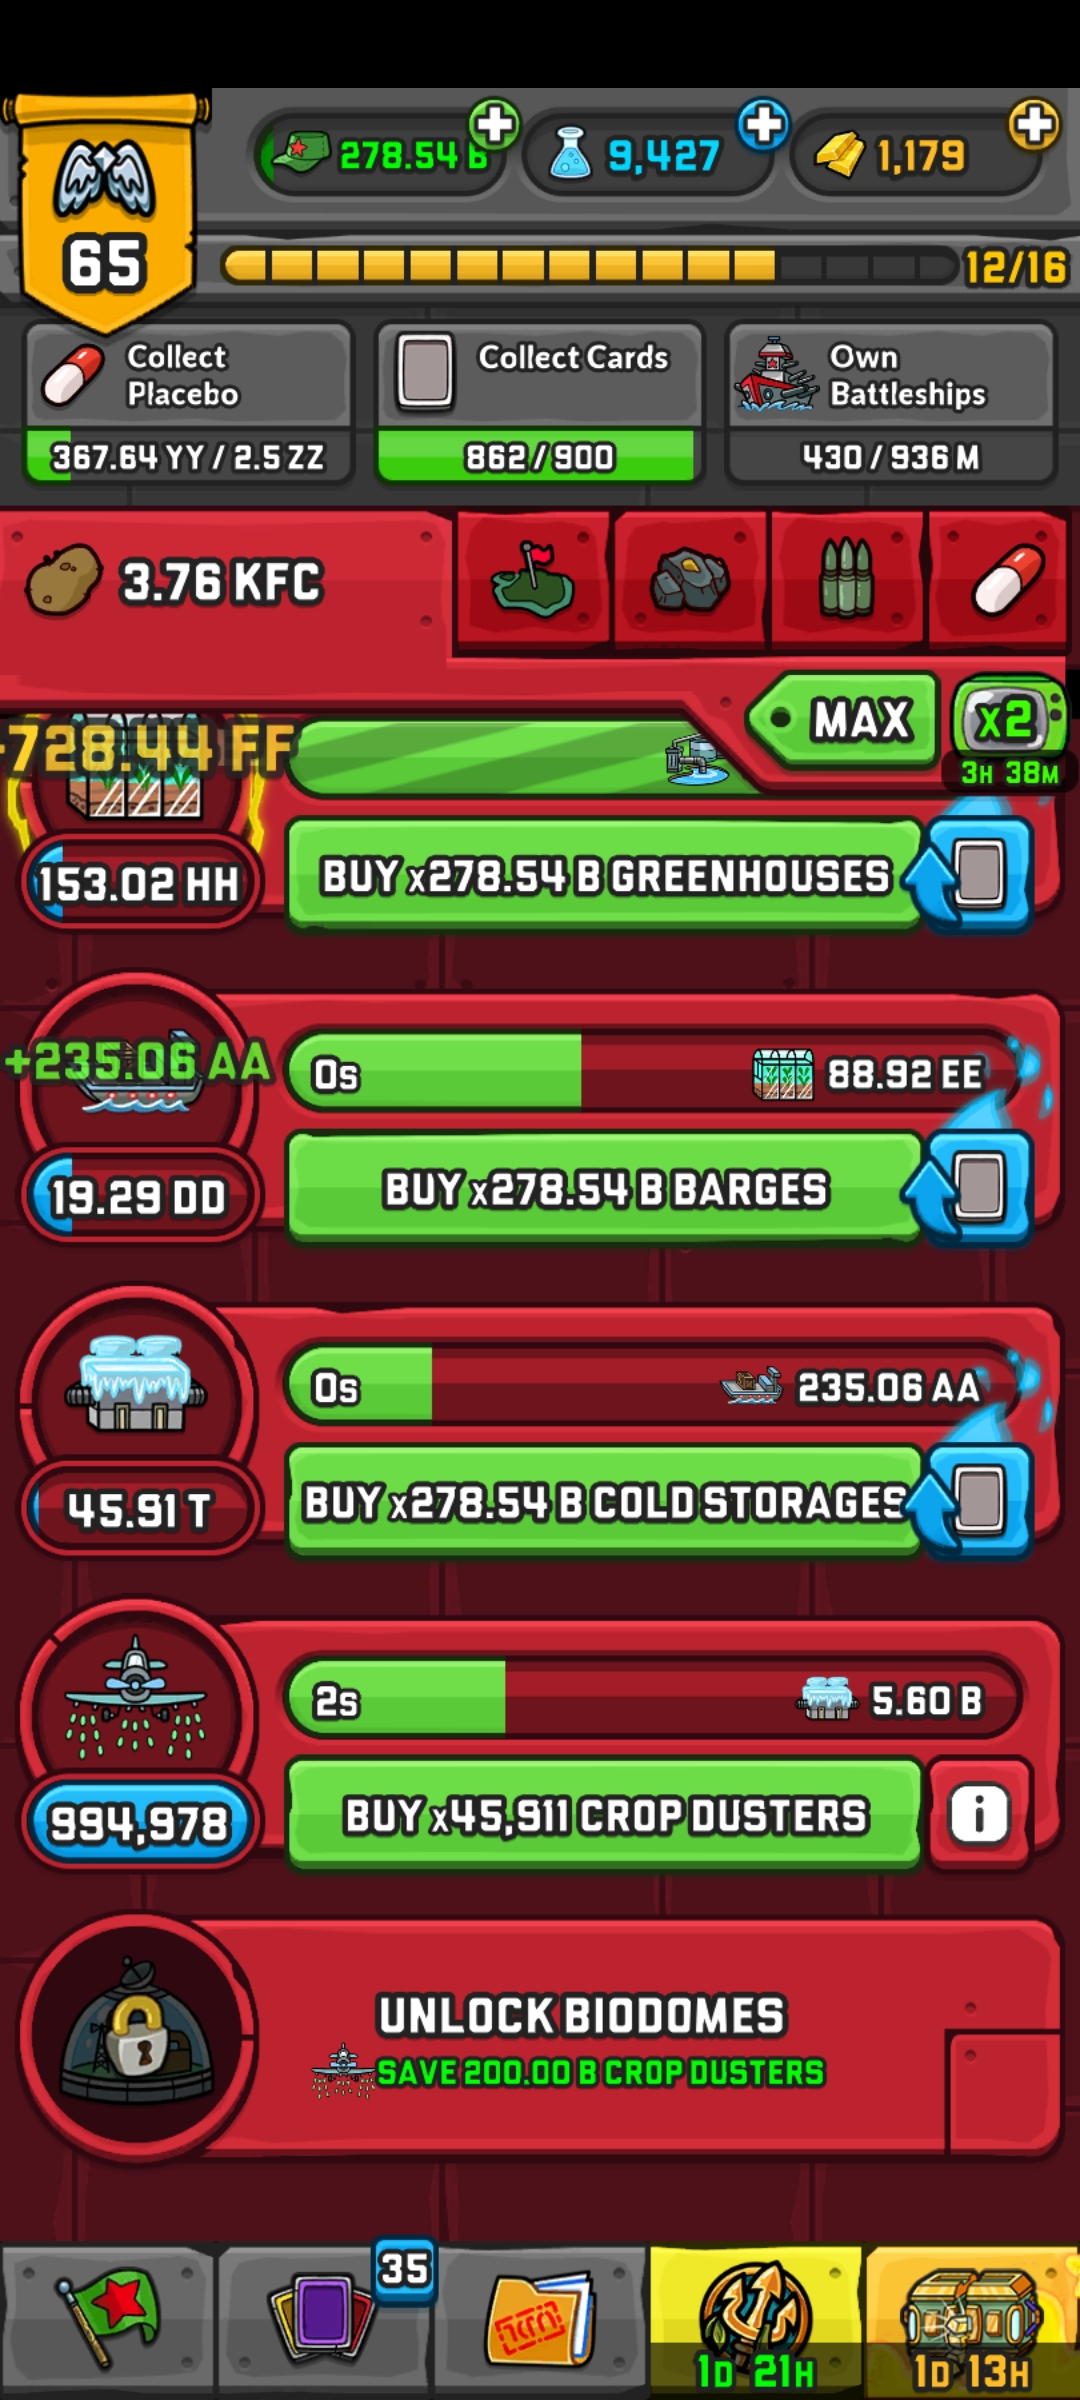 65
278.54 B
9,427
1,179
12/16
Collect
Placebo
367.64 YY / 2.5 ZZ
Collect Cards
862/900
Own
Battleships
430 / 936 M
3.76 KFC
MAX
x2
3H 38M
728.44 FF
153.02 HH
BUY x278.54 B GREENHOUSES
+235.06 AA
0s
88.92 EE
19.29 DD
BUY x278.54 B BARGES
0s
235.06 AA
45.91 T
BUY x278.54 B COLD STORAGES
2s
5.60 B
994,978
BUY x45,911 CROP DUSTERS
i
UNLOCK BIODOMES
SAVE 200.00 B CROP DUSTERS
35
1D 21H
1D 13H